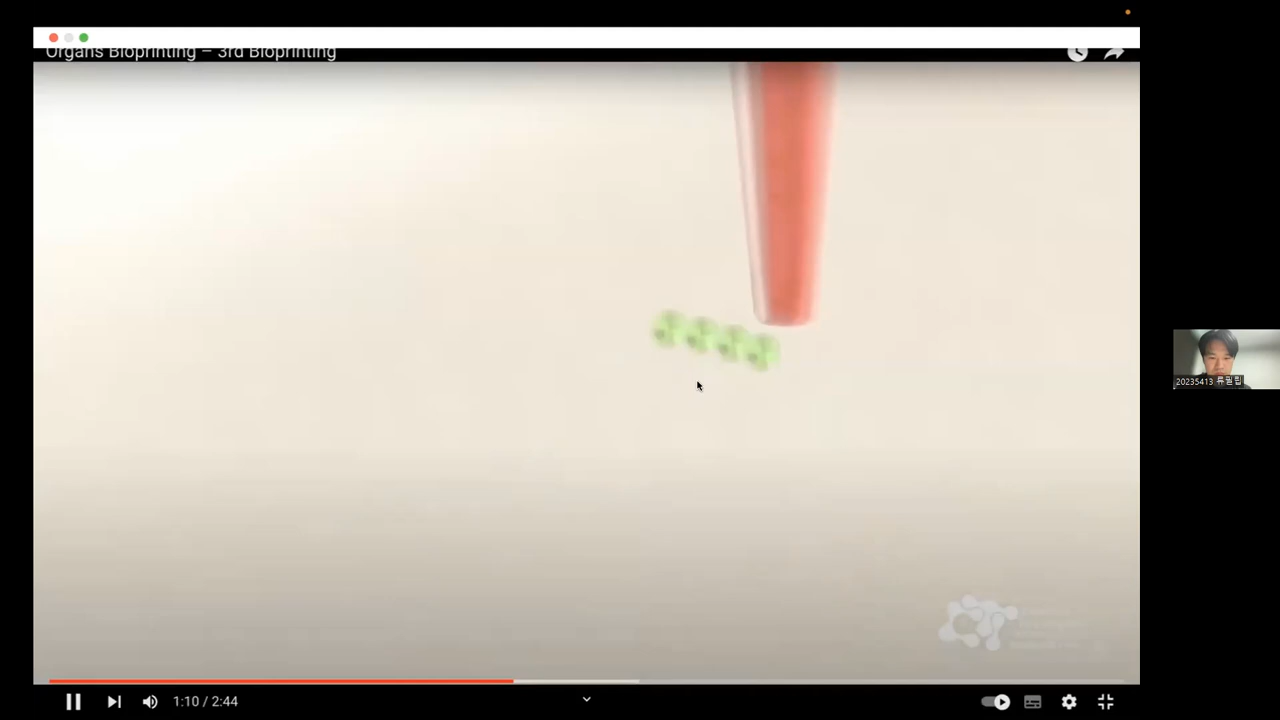 Organs Bioprinting – 3rd Bioprinting
20235413 류필립
1:10 / 2:44